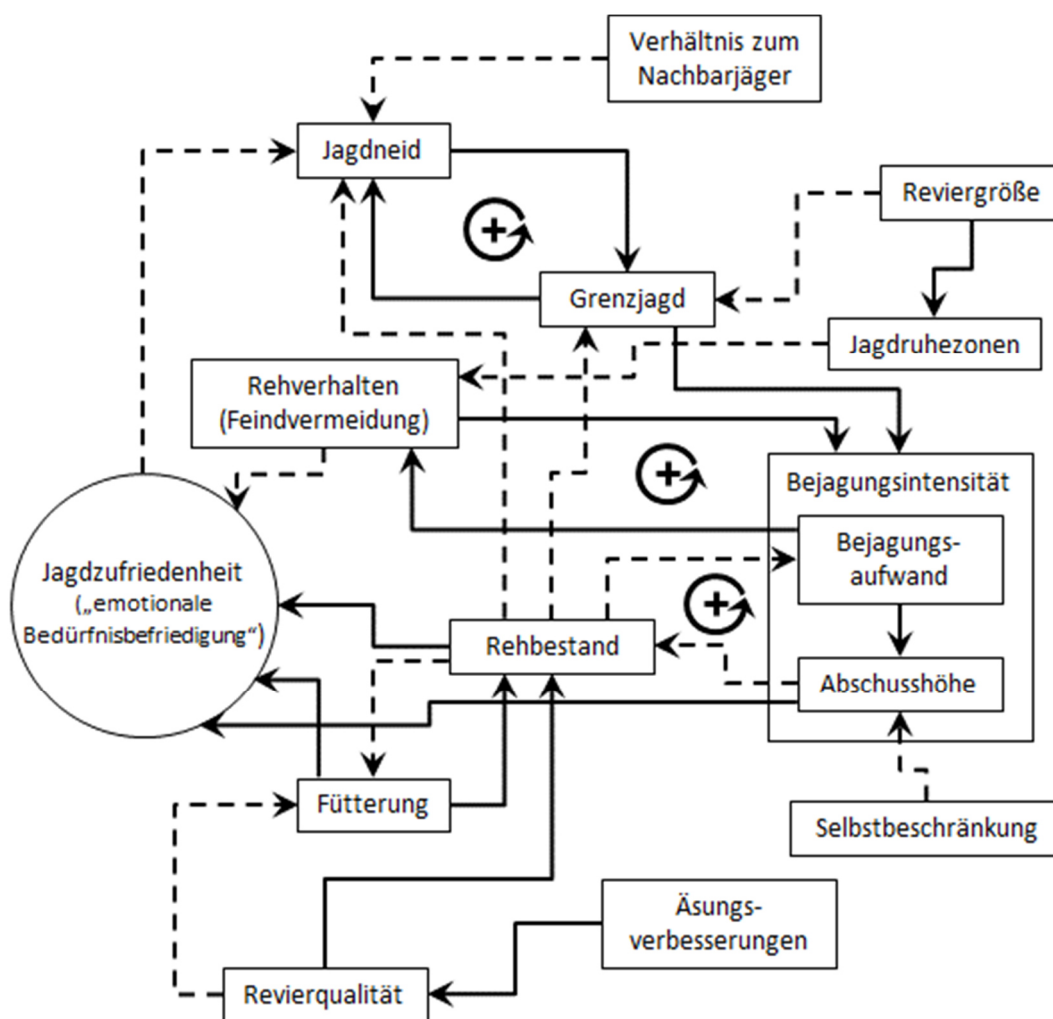 Verhältnis zum
Nachbarjäger
Jagdneid
Reviergröße
+
Grenzjagd
Jagdruhezonen
Rehverhalten
(Feindvermeidung)
+
Bejagungsintensität
Bejagungs-
aufwand
Jagdzufriedenheit
(„emotionale
Bedürfnisbefriedigung“)
+
Rehbestand
Abschusshöhe
Fütterung
Selbstbeschränkung
Äsungs-
verbesserungen
Revierqualität